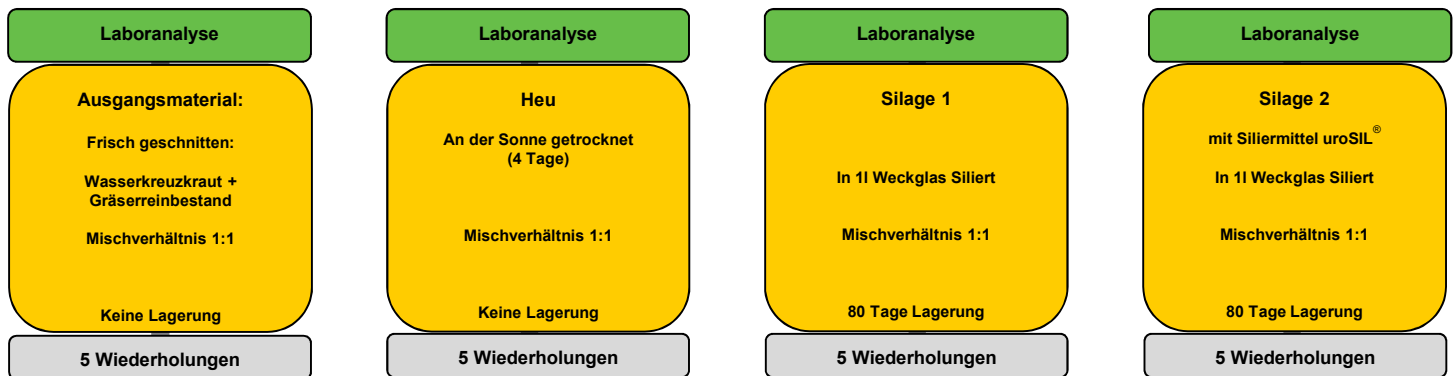 Laboranalyse
Ausgangsmaterial:
Frisch geschnitten:
Wasserkreuzkraut +
Gräserreinbestand
Mischverhältnis 1:1
Keine Lagerung
5 Wiederholungen
Laboranalyse
Heu
An der Sonne getrocknet
(4 Tage)
Mischverhältnis 1:1
Keine Lagerung
5 Wiederholungen
Laboranalyse
Silage 1
In 1l Weckglas Siliert
Mischverhältnis 1:1
80 Tage Lagerung
5 Wiederholungen
Laboranalyse
Silage 2
mit Siliermittel uroSIL®
In 1l Weckglas Siliert
Mischverhältnis 1:1
80 Tage Lagerung
5 Wiederholungen